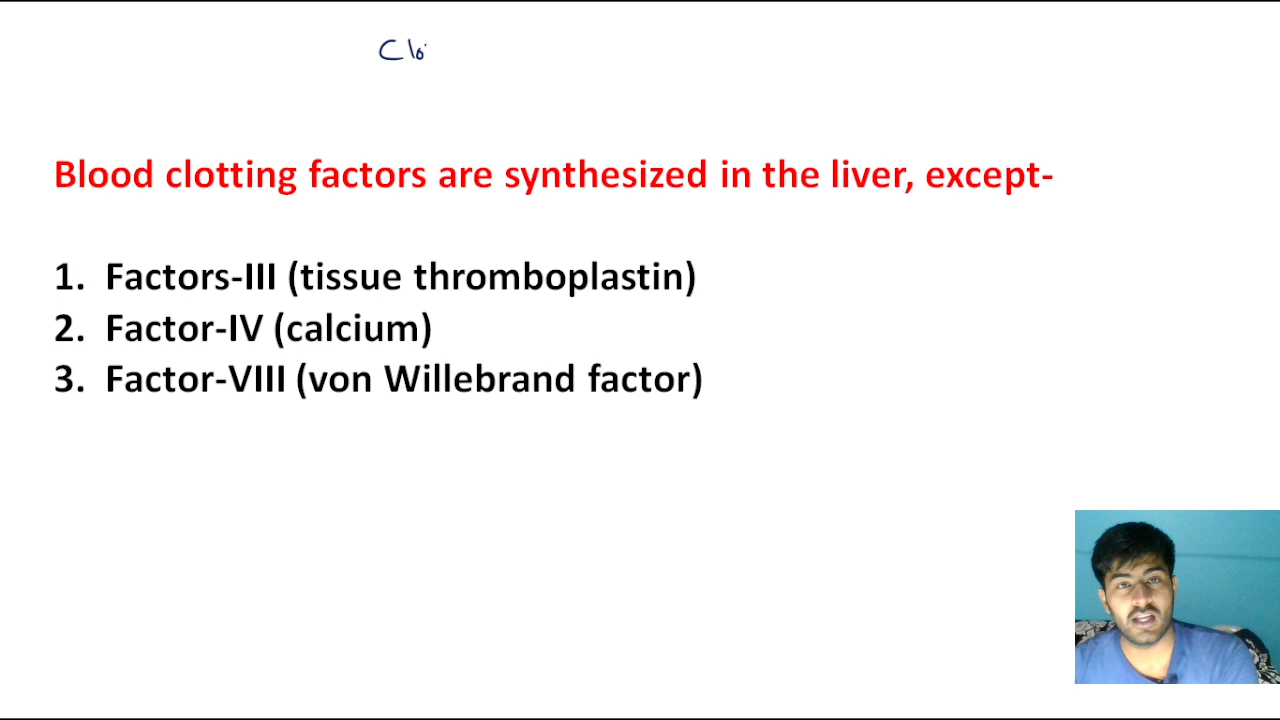 Clo
Blood clotting factors are synthesized in the liver, except-
1. Factors-III (tissue thromboplastin)
2. Factor-IV (calcium)
3. Factor-VIII (von Willebrand factor)